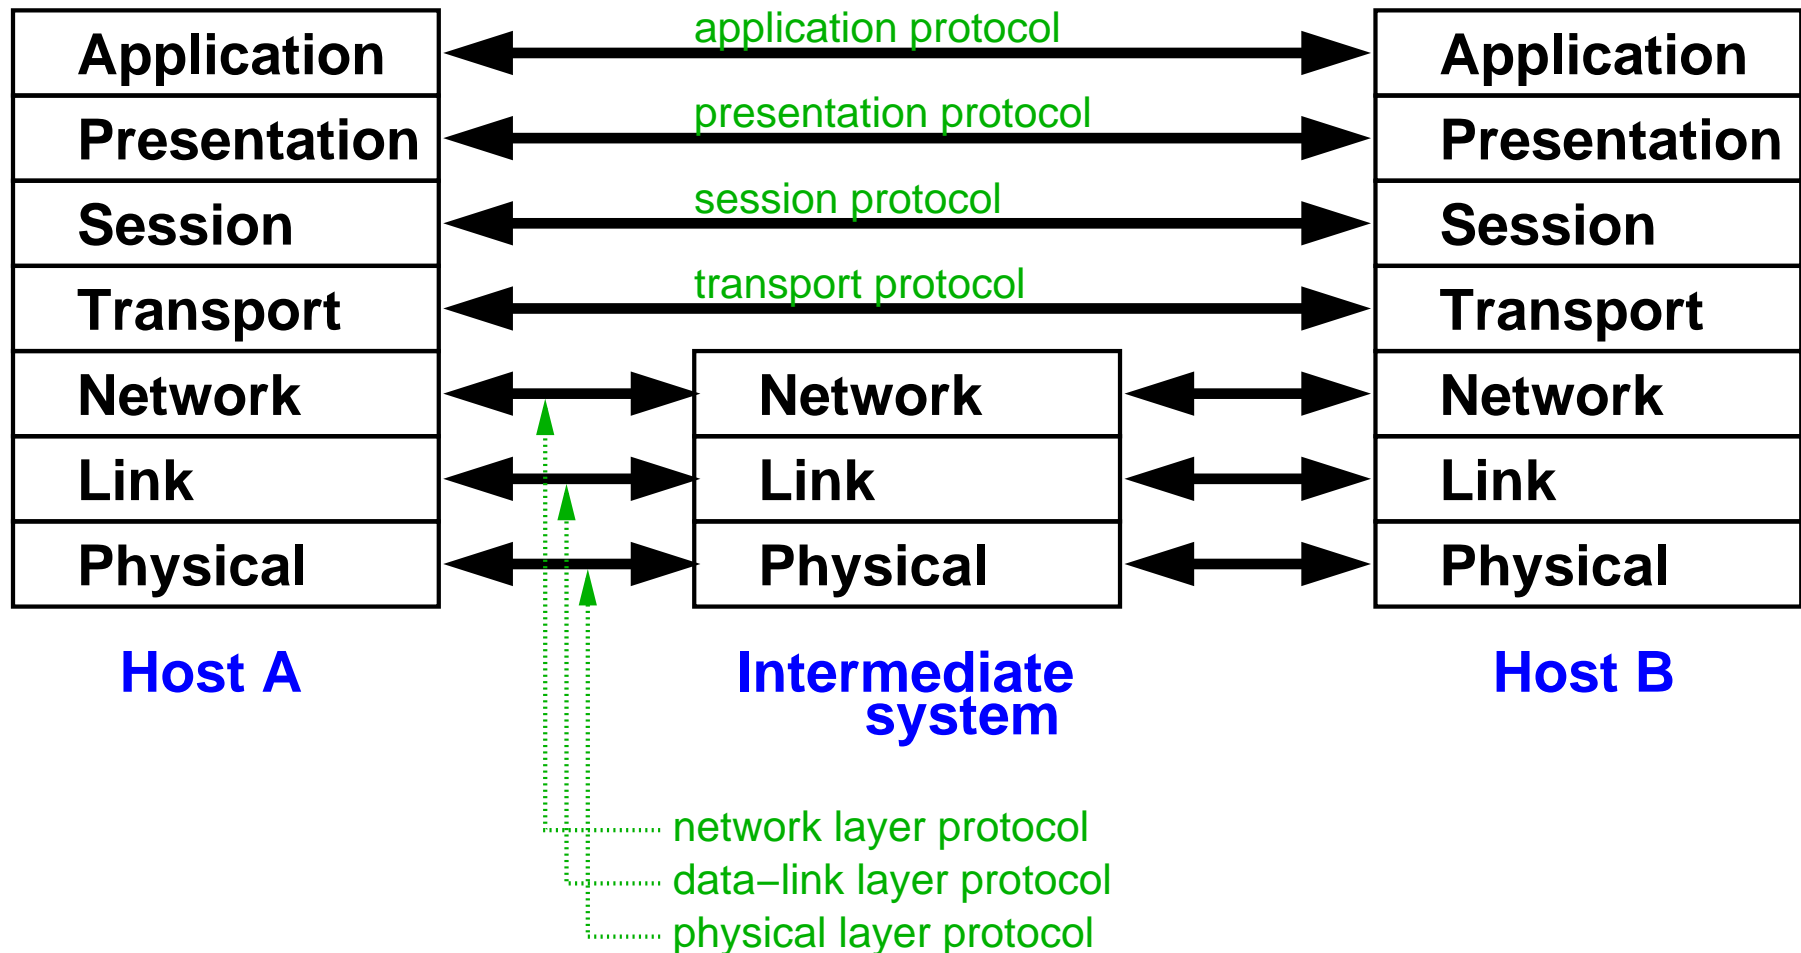 Application application protocol Application
Presentation presentation protocol Presentation
Session session protocol Session
Transport transport protocol Transport
Network Network Network
Link Link Link
Physical Physical Physical
Host A Intermediate Host B
system
network layer protocol
data−link layer protocol
physical layer protocol